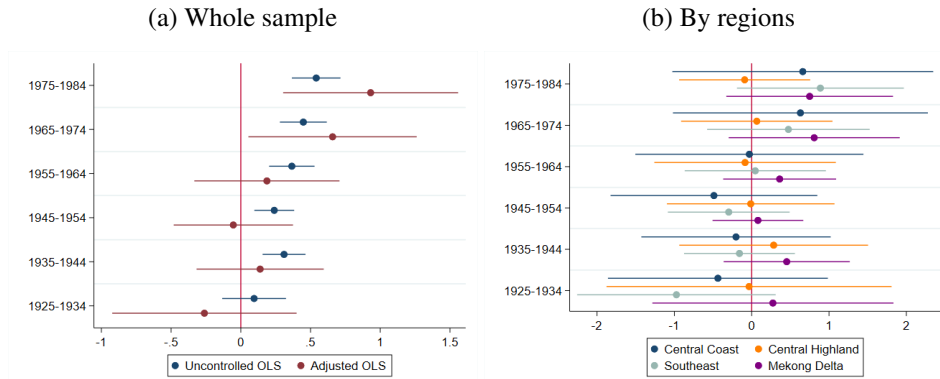 (a) Whole sample
1975-1984
1965-1974
1955-1964
1945-1954
1935-1944
1925-1934
-1 -.5 0 .5 1 1.5
Uncontrolled OLS Adjusted OLS
(b) By regions
1975-1984
1965-1974
1955-1964
1945-1954
1935-1944
1925-1934
-2 -1 0 1 2
Central Coast Central Highland
Southeast Mekong Delta